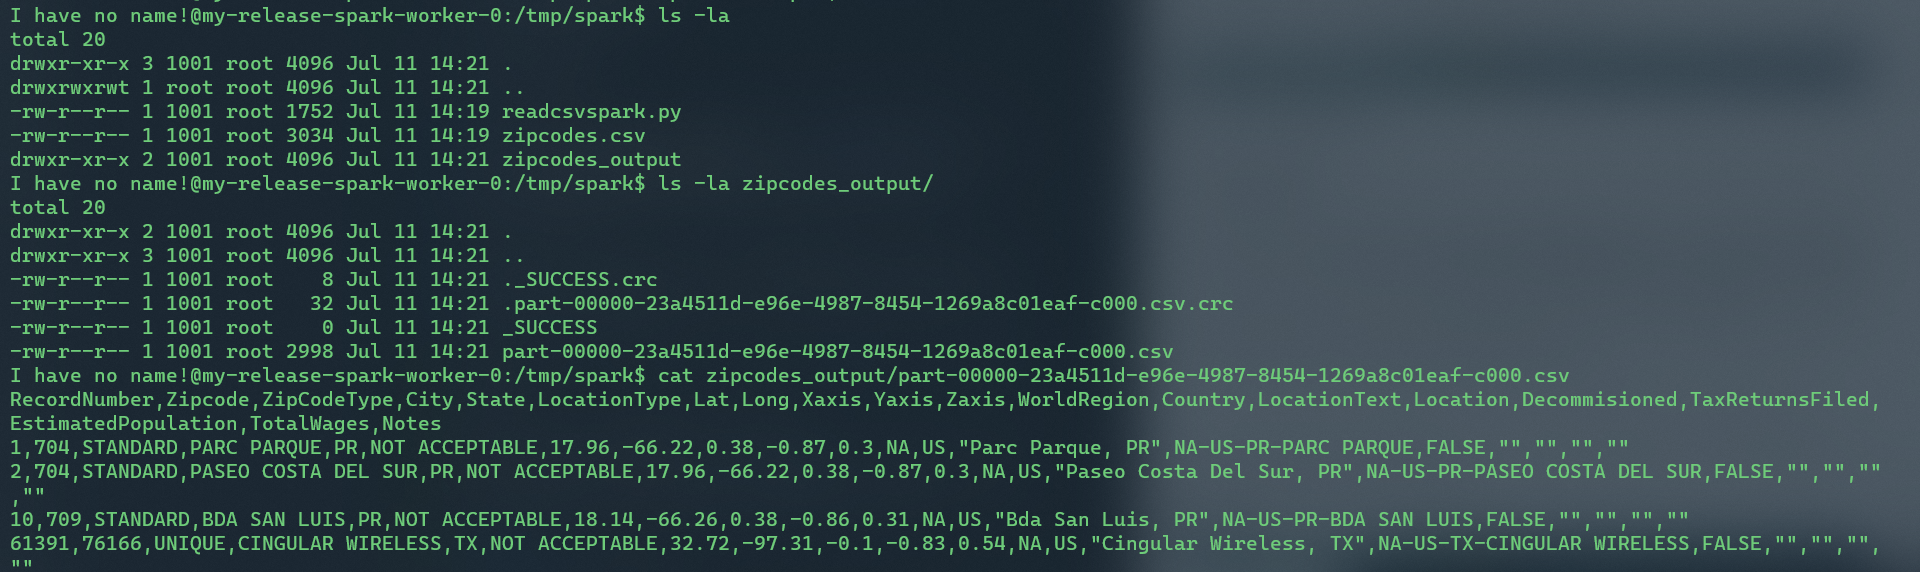 I have no name!@my-release-spark-worker-0:/tmp/spark$ ls -la
total 20
drwxr-xr-x 3 1001 root 4096 Jul 11 14:21 .
drwxrwxrwt 1 root root 4096 Jul 11 14:21 ..
-rw-r--r-- 1 1001 root 1752 Jul 11 14:19 readcsvspark.py
-rw-r--r-- 1 1001 root 3034 Jul 11 14:19 zipcodes.csv
drwxr-xr-x 2 1001 root 4096 Jul 11 14:21 zipcodes_output
I have no name!@my-release-spark-worker-0:/tmp/spark$ ls -la zipcodes_output/
total 20
drwxr-xr-x 2 1001 root 4096 Jul 11 14:21 .
drwxr-xr-x 3 1001 root 4096 Jul 11 14:21 ..
-rw-r--r-- 1 1001 root    8 Jul 11 14:21 ._SUCCESS.crc
-rw-r--r-- 1 1001 root   32 Jul 11 14:21 .part-00000-23a4511d-e96e-4987-8454-1269a8c01eaf-c000.csv.crc
-rw-r--r-- 1 1001 root    0 Jul 11 14:21 _SUCCESS
-rw-r--r-- 1 1001 root 2998 Jul 11 14:21 part-00000-23a4511d-e96e-4987-8454-1269a8c01eaf-c000.csv
I have no name!@my-release-spark-worker-0:/tmp/spark$ cat zipcodes_output/part-00000-23a4511d-e96e-4987-8454-1269a8c01eaf-c000.csv
RecordNumber,Zipcode,ZipCodeType,City,State,LocationType,Lat,Long,Xaxis,Yaxis,Zaxis,WorldRegion,Country,LocationText,Location,Decommisioned,TaxReturnsFiled,
EstimatedPopulation,TotalWages,Notes
1,704,STANDARD,PARC PARQUE,PR,NOT ACCEPTABLE,17.96,-66.22,0.38,-0.87,0.3,NA,US,"Parc Parque, PR",NA-US-PR-PARC PARQUE,FALSE,"","","",""
2,704,STANDARD,PASEO COSTA DEL SUR,PR,NOT ACCEPTABLE,17.96,-66.22,0.38,-0.87,0.3,NA,US,"Paseo Costa Del Sur, PR",NA-US-PR-PASEO COSTA DEL SUR,FALSE,"","",""
,""
10,709,STANDARD,BDA SAN LUIS,PR,NOT ACCEPTABLE,18.14,-66.26,0.38,-0.86,0.31,NA,US,"Bda San Luis, PR",NA-US-PR-BDA SAN LUIS,FALSE,"","","",""
61391,76166,UNIQUE,CINGULAR WIRELESS,TX,NOT ACCEPTABLE,32.72,-97.31,-0.1,-0.83,0.54,NA,US,"Cingular Wireless, TX",NA-US-TX-CINGULAR WIRELESS,FALSE,"","","",
""